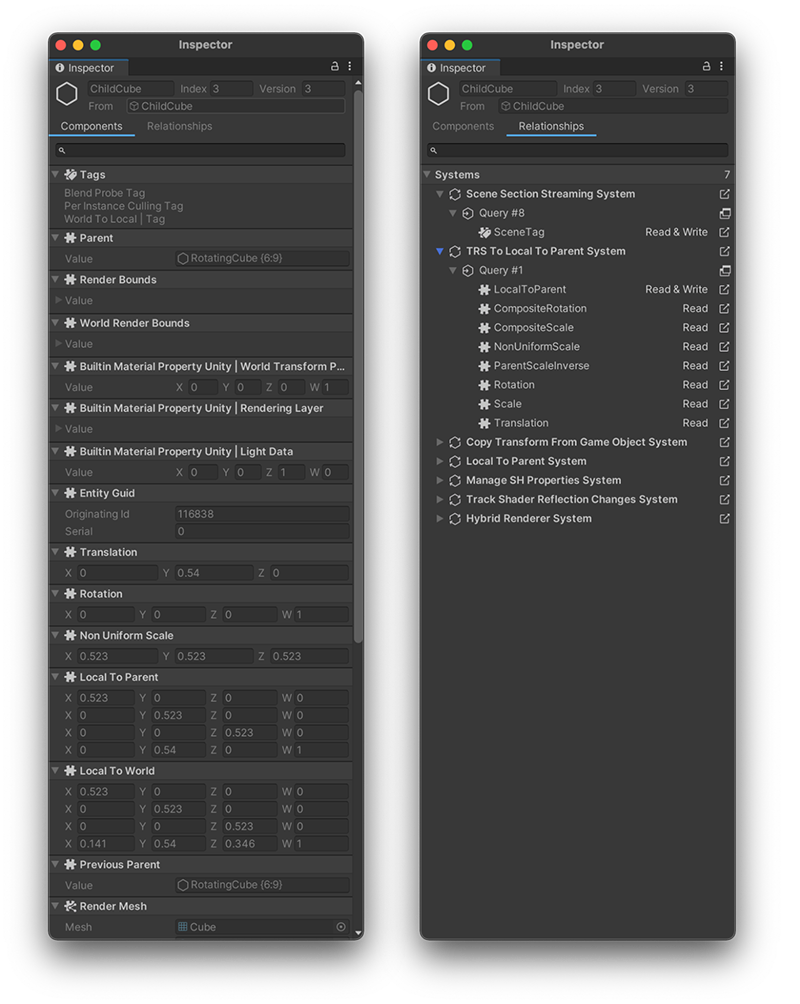 Inspector
Inspector
ChildCube Index 3 Version 3
From ChildCube
Components Relationships
Tags
Blend Probe Tag
Per Instance Culling Tag
World To Local | Tag
Parent
Value RotatingCube {6:9}
Render Bounds
Value
World Render Bounds
Value
Builtin Material Property Unity | World Transform P...
Value X 0 Y 0 Z 0 W 1
Builtin Material Property Unity | Rendering Layer
Value
Builtin Material Property Unity | Light Data
Value X 0 Y 0 Z 1 W 0
Entity Guid
Originating Id 116838
Serial 0
Translation
X 0 Y 0.54 Z 0
Rotation
X 0 Y 0 Z 0 W 1
Non Uniform Scale
X 0.523 Y 0.523 Z 0.523
Local To Parent
X 0.523 Y 0 Z 0 W 0
X 0 Y 0.523 Z 0 W 0
X 0 Y 0 Z 0.523 W 0
X 0 Y 0.54 Z 0 W 1
Local To World
X 0.523 Y 0 Z 0 W 0
X 0 Y 0.523 Z 0 W 0
X 0 Y 0 Z 0.523 W 0
X 0.141 Y 0.54 Z 0.346 W 1
Previous Parent
Value RotatingCube {6:9}
Render Mesh
Mesh Cube
Inspector
Inspector
ChildCube Index 3 Version 3
From ChildCube
Components Relationships
Systems 7
Scene Section Streaming System
Query #8
SceneTag Read & Write
TRS To Local To Parent System
Query #1
LocalToParent Read & Write
CompositeRotation Read
CompositeScale Read
NonUniformScale Read
ParentScaleInverse Read
Rotation Read
Scale Read
Translation Read
Copy Transform From Game Object System
Local To Parent System
Manage SH Properties System
Track Shader Reflection Changes System
Hybrid Renderer System